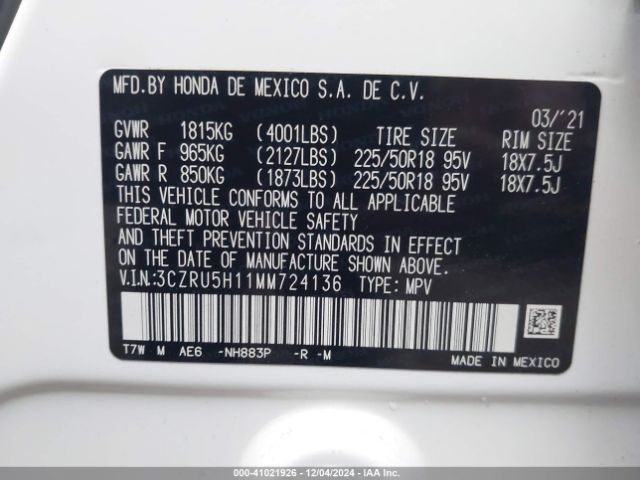 MFD.BY HONDA DE MEXICO S.A. DE C.V.
03/'21
GVWR 1815KG (4001LBS) TIRE SIZE RIM SIZE
GAWR F 965KG (2127LBS) 225/50R18 95V 18X7.5J
GAWR R 850KG (1873LBS) 225/50R18 95V 18X7.5J
THIS VEHICLE CONFORMS TO ALL APPLICABLE
FEDERAL MOTOR VEHICLE SAFETY
AND THEFT PREVENTION STANDARDS IN EFFECT
ON THE DATE OF MANUFACTURE SHOWN ABOVE.
V.I.N.:3CZRU5H11MM724136 TYPE: MPV
T7W M AE6 -NH883P -R -M
MADE IN MEXICO
000-41021926 - 12/04/2024 - IAAI.com